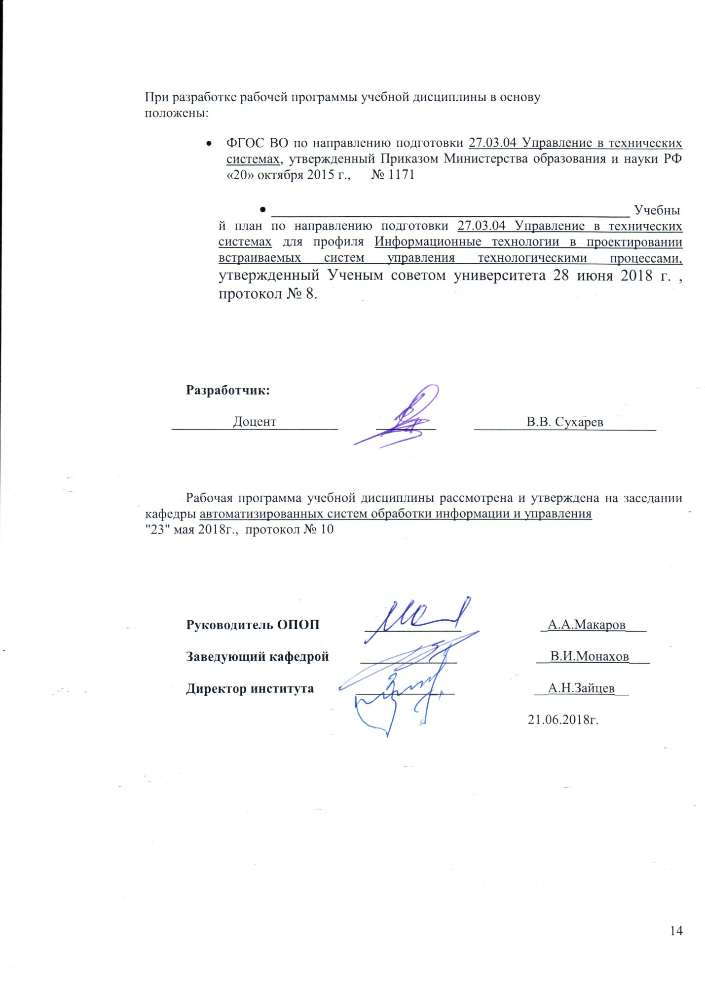 При разработке рабочей программы учебной дисциплины в основу
положены:
• ФГОС ВО по направлению подготовки 27.03.04 Управление в технических
системах, утвержденный Приказом Министерства образования и науки РФ
«20» октября 2015 г., № 1171
• ____________________ Учебны
й план по направлению подготовки 27.03.04 Управление в технических
системах для профиля Информационные технологии в проектировании
встраиваемых систем управления технологическими процессами,
утвержденный Ученым советом университета 28 июня 2018 г. ,
протокол № 8.
Разработчик:
Доцент В.В. Сухарев
Рабочая программа учебной дисциплины рассмотрена и утверждена на заседании
кафедры автоматизированных систем обработки информации и управления
"23" мая 2018г., протокол № 10
Руководитель ОПОП А.А.Макаров
Заведующий кафедрой В.И.Монахов
Директор института А.Н.Зайцев
21.06.2018г.
14